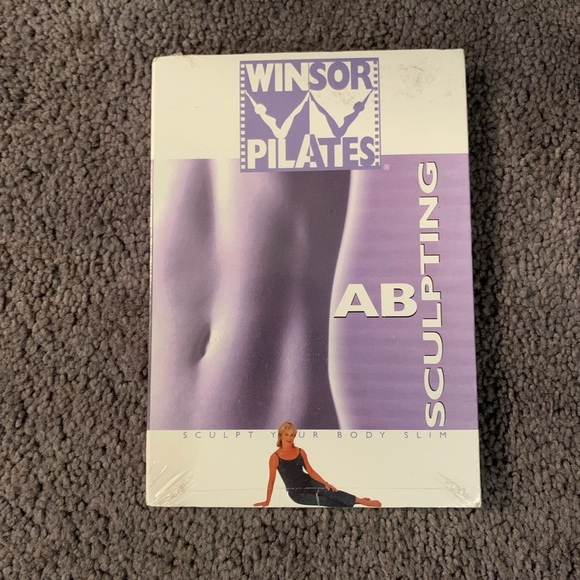 WINSOR
PILATES®
AB
SCULPTING
SCULPT YOUR BODY SLIM